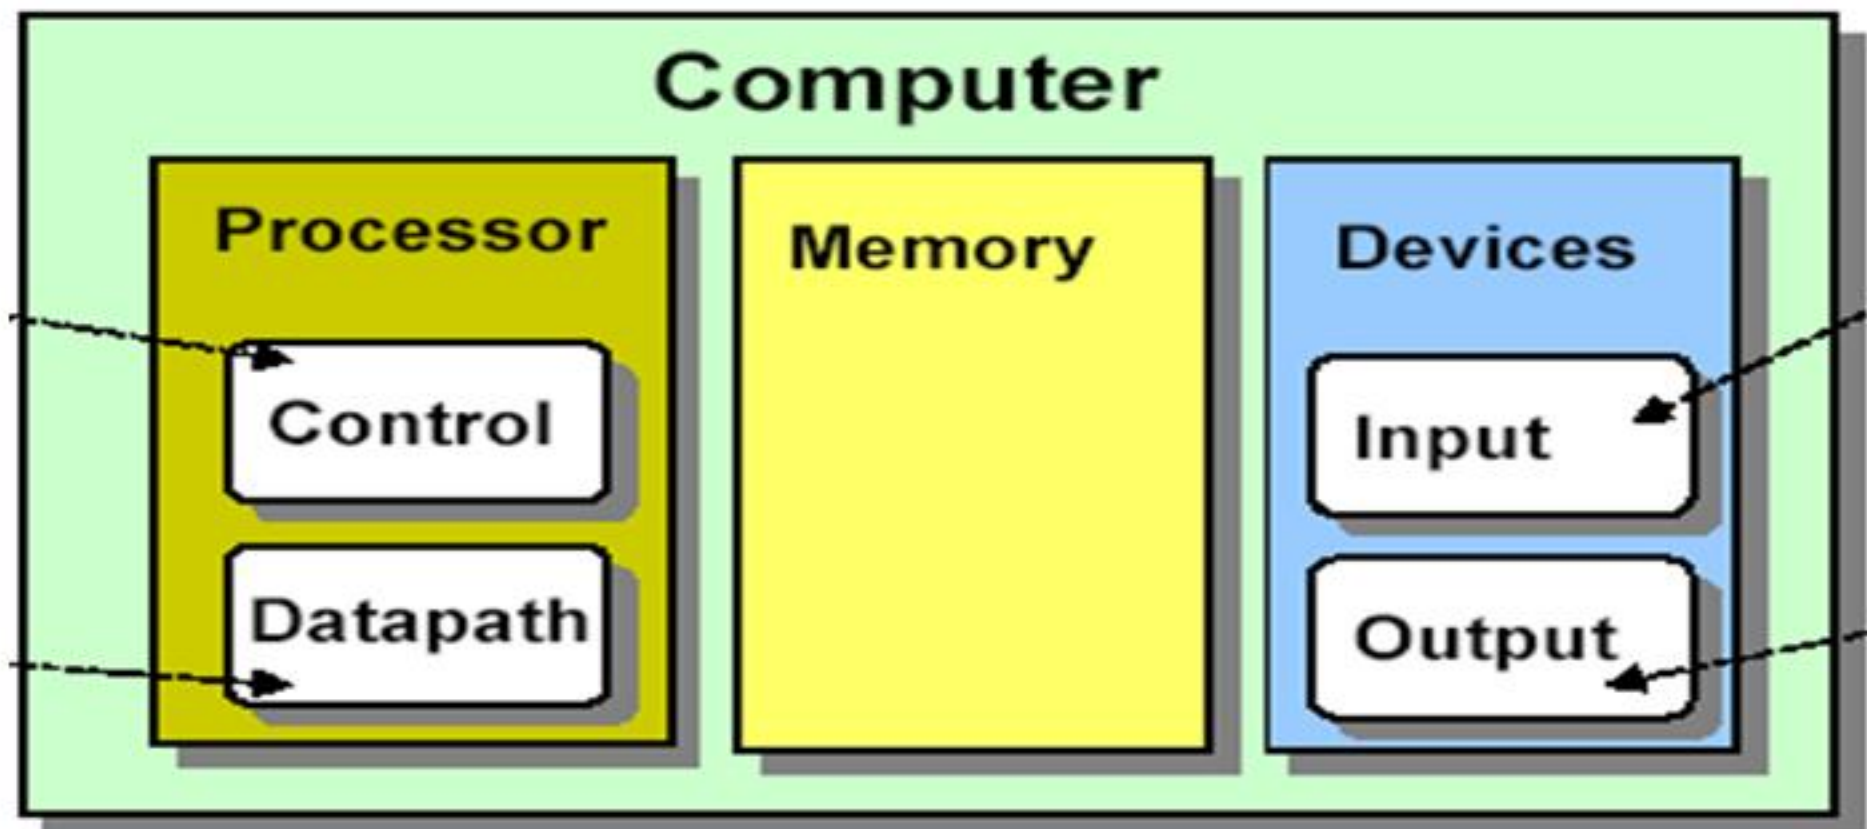 Computer
Processor
Control
Datapath
Memory
Devices
Input
Output